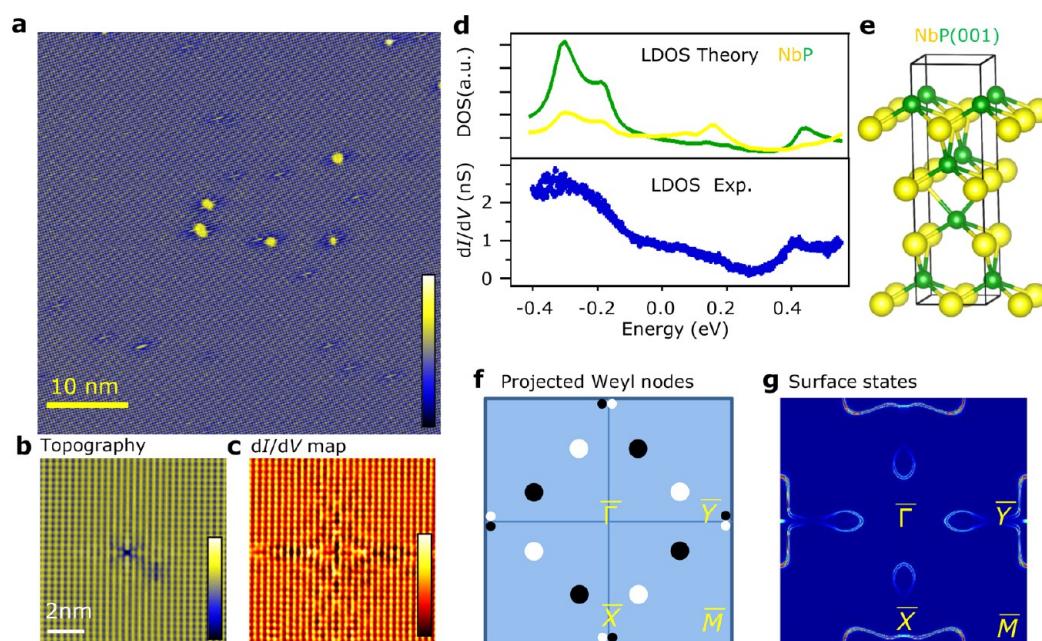 a
10 nm
b Topography
2nm
c dI/dV map
d
DOS(a.u.)
LDOS Theory NbP
dI/dV (nS)
2
1
0
LDOS Exp.
-0.4 -0.2 0.0 0.2 0.4
Energy (eV)
e
NbP(001)
f Projected Weyl nodes
Γ̅ Y̅
X̅ M̅
g Surface states
Γ̅ Y̅
X̅ M̅